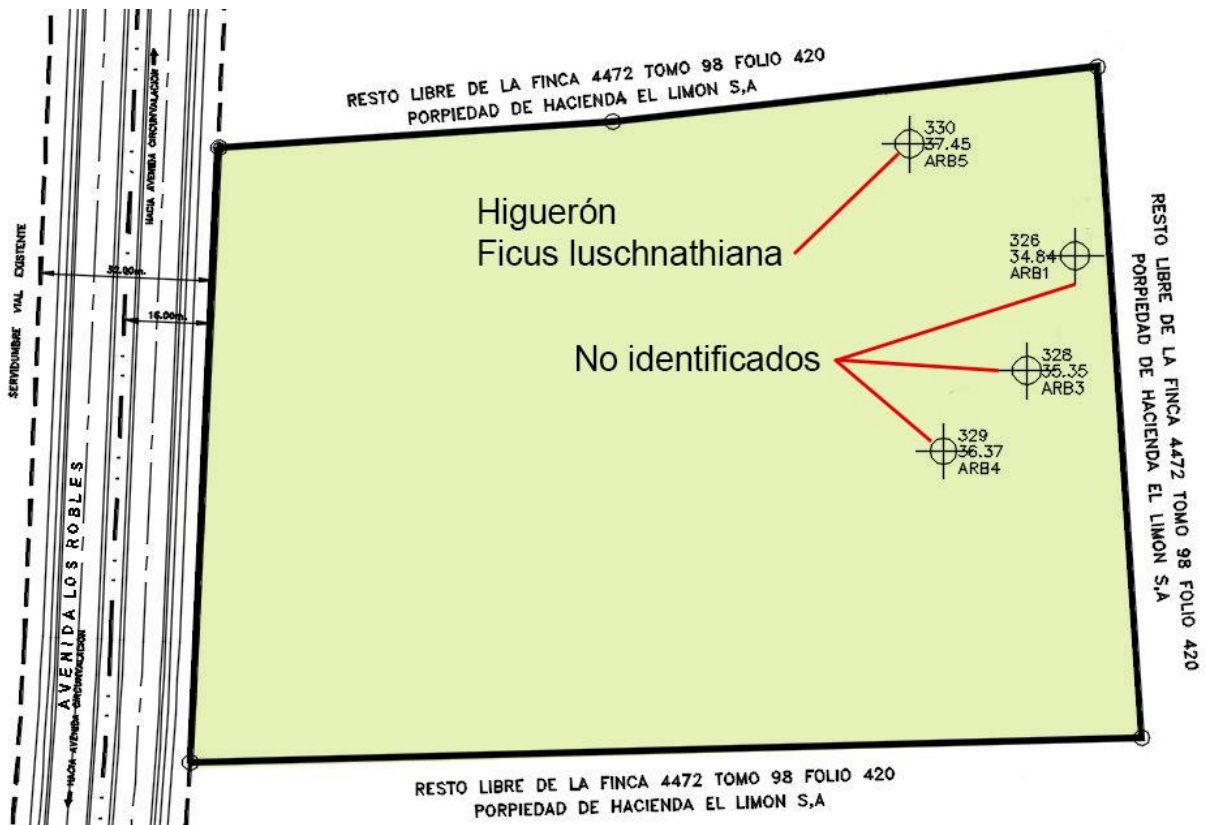 RESTO LIBRE DE LA FINCA 4472 TOMO 98 FOLIO 420
PORPIEDAD DE HACIENDA EL LIMON S,A
HACIA AVENIDA CIRCUNVALACION
SERVIDUMBRE VIAL EXISTENTE
32.00m.
16.00m.
330
37.45
ARB5
Higuerón
Ficus luschnathiana
326
34.84
ARB1
No identificados
328
35.35
ARB3
329
36.37
ARB4
RESTO LIBRE DE LA FINCA 4472 TOMO 98 FOLIO 420
PORPIEDAD DE HACIENDA EL LIMON S,A
AVENIDA LOS ROBLES
HACIA AVENIDA CIRCUNVALACION
RESTO LIBRE DE LA FINCA 4472 TOMO 98 FOLIO 420
PORPIEDAD DE HACIENDA EL LIMON S,A